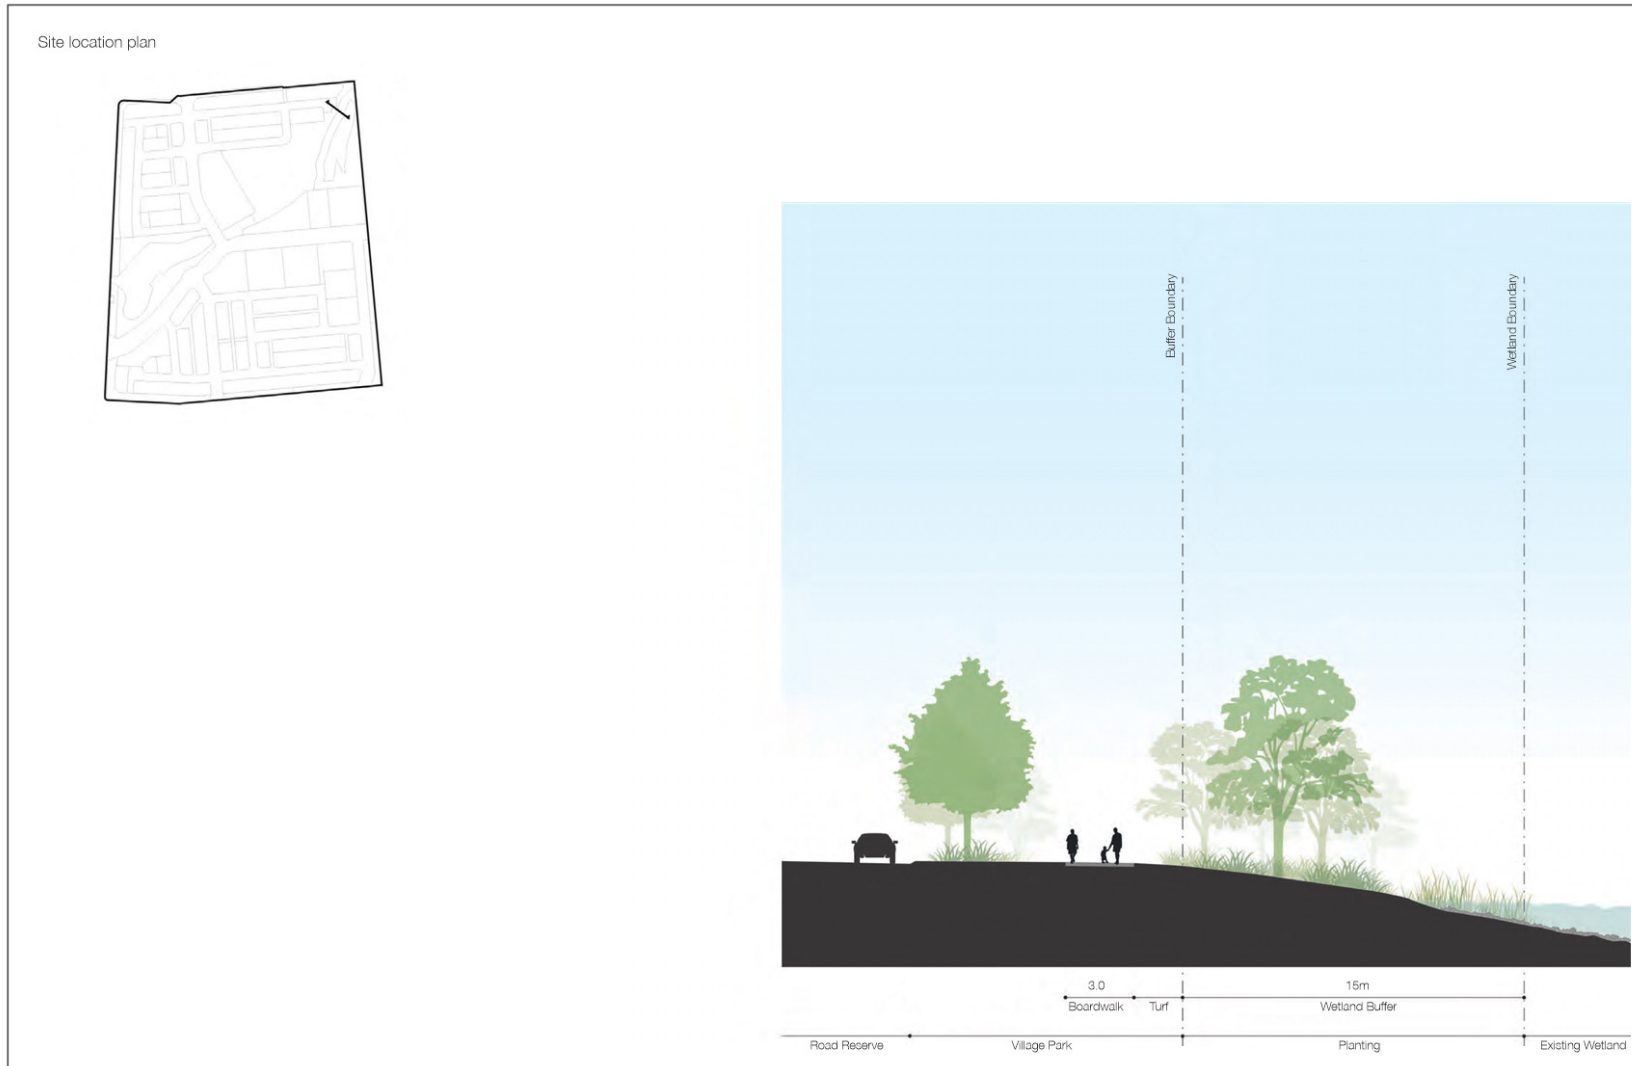 Site location plan
Buffer Boundary
Wetland Boundary
3.0
15m
Boardwalk
Turf
Wetland Buffer
Road Reserve
Village Park
Planting
Existing Wetland